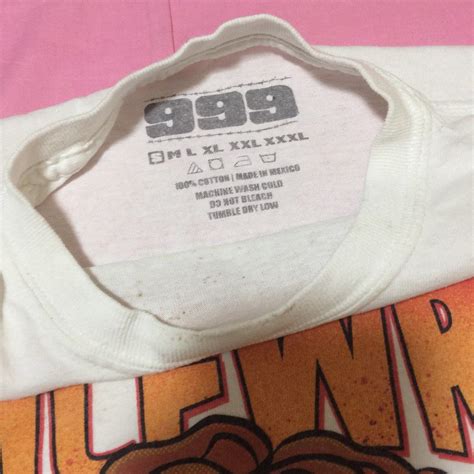 999
S M L XL XXL XXXL
100% COTTON | MADE IN MEXICO
MACHINE WASH COLD
DO NOT BLEACH
TUMBLE DRY LOW